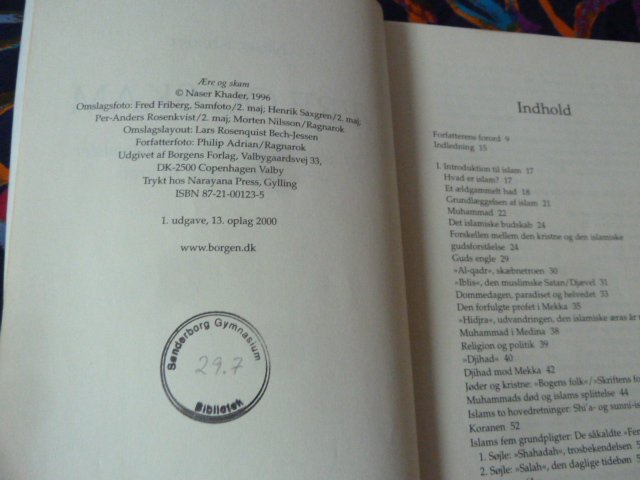 Ære og skam
© Naser Khader, 1996
Omslagsfoto: Fred Friberg, Samfoto/2. maj; Henrik Saxgren/2. maj,
Per-Anders Rosenkvist/2. maj; Morten Nilsson/Ragnarok
Omslagslayout: Lars Rosenquist Bech-Jessen
Forfatterfoto: Philip Adrian/Ragnarok
Udgivet af Borgens Forlag, Valbygaardsvej 33,
DK-2500 Copenhagen Valby
Trykt hos Narayana Press, Gylling
ISBN 87-21-00123-5
1. udgave, 13. oplag 2000
www.borgen.dk
Sønderborg Gymnasium
29.7
Bibliotek
Indhold
Forfatterens forord 9
Indledning 15
1. Introduktion til islam 17
Hvad er islam? 17
Et ældgammelt had 18
Grundlæggelsen af islam 21
Muhammad 22
Det islamiske budskab 24
Forskellen mellem den kristne og den islamiske
gudsforståelse 24
Guds engle 29
»Al-qadr«, skæbnetroen 30
»Iblis«, den muslimske Satan/Djævel 31
Dommedagen, paradiset og helvedet 33
Den forfulgte profet i Mekka 35
»Hidjra«, udvandringen, den islamiske æras
Muhammad i Medina 38
Religion og politik 39
»Djihad« 40
Djihad mod Mekka 42
Jøder og kristne: »Bogens folk«/»Skriftens
Muhammads død og islams splittelse 44
Islams to hovedretninger: Shi'a- og sunni-
Koranen 52
Islams fem grundpligter: De såkaldte
1. Søjle: »Shahadah«, trosbekendelsen
2. Søjle: »Salah«, den daglige tidebøn